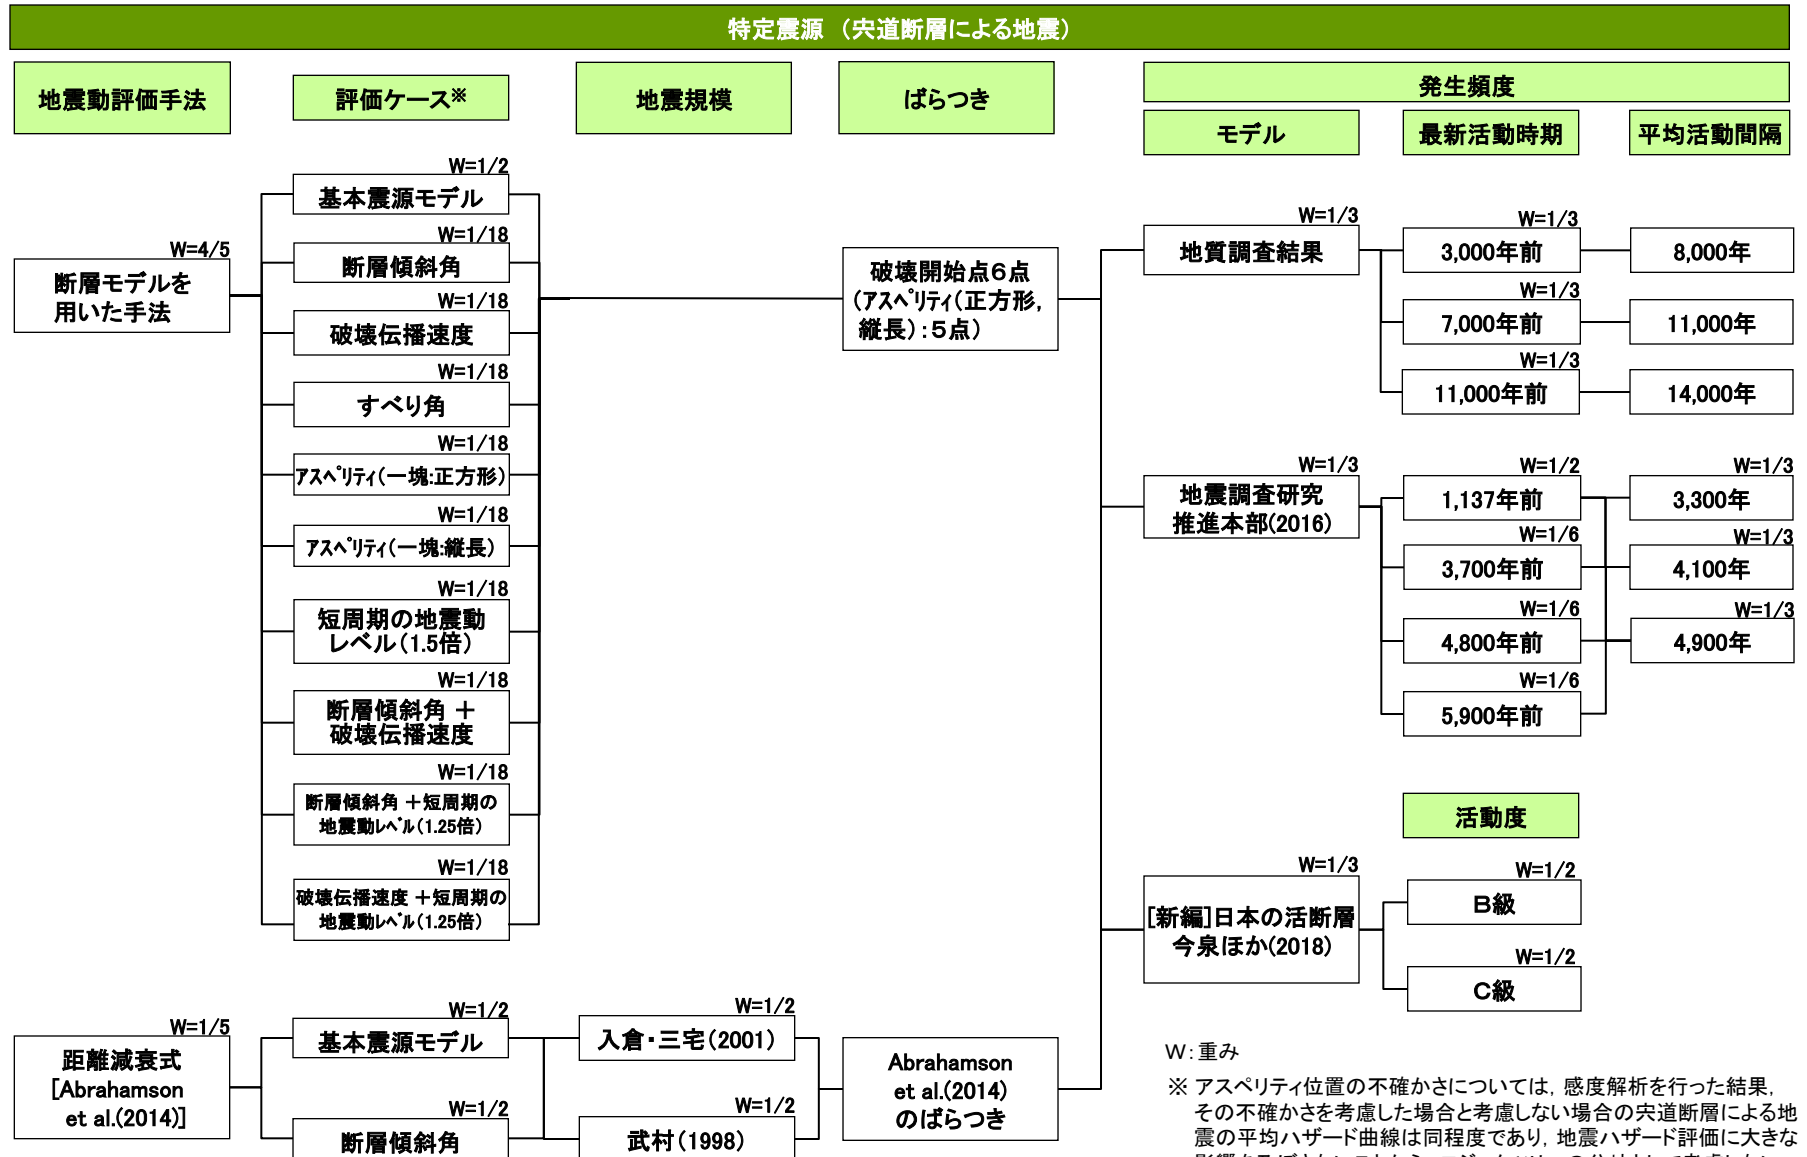 特定震源（宍道断層による地震）
地震動評価手法
評価ケース※
地震規模
ばらつき
発生頻度
モデル
最新活動時期
平均活動間隔
W=4/5
断層モデルを
用いた手法
W=1/2
基本震源モデル
W=1/18
断層傾斜角
W=1/18
破壊伝播速度
W=1/18
すべり角
W=1/18
アスペリティ(一塊:正方形)
W=1/18
アスペリティ(一塊:縦長)
W=1/18
短周期の地震動
レベル(1.5倍)
W=1/18
断層傾斜角＋
破壊伝播速度
W=1/18
断層傾斜角＋短周期の
地震動レベル(1.25倍)
W=1/18
破壊伝播速度＋短周期の
地震動レベル(1.25倍)
破壊開始点６点
(アスペリティ(正方形,
縦長):５点)
W=1/3
地質調査結果
W=1/3
3,000年前
8,000年
W=1/3
7,000年前
11,000年
W=1/3
11,000年前
14,000年
W=1/3
地震調査研究
推進本部(2016)
W=1/2
1,137年前
W=1/6
3,700年前
W=1/6
4,800年前
W=1/6
5,900年前
W=1/3
3,300年
W=1/3
4,100年
W=1/3
4,900年
活動度
W=1/3
[新編]日本の活断層
今泉ほか(2018)
W=1/2
Ｂ級
W=1/2
Ｃ級
W=1/5
距離減衰式
[Abrahamson
et al.(2014)]
W=1/2
基本震源モデル
W=1/2
断層傾斜角
W=1/2
入倉・三宅(2001)
W=1/2
武村(1998)
Abrahamson
et al.(2014)
のばらつき
W:重み
※ アスペリティ位置の不確かさについては, 感度解析を行った結果,
その不確かさを考慮した場合と考慮しない場合の宍道断層による地
震の平均ハザード曲線は同程度であり, 地震ハザード評価に大きな